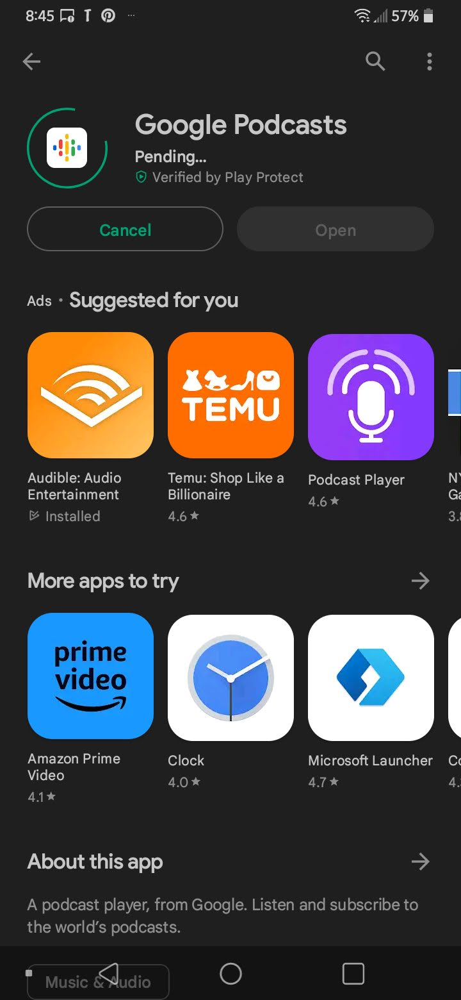 8:45
57%
Google Podcasts
Pending...
Verified by Play Protect
Cancel
Open
Ads • Suggested for you
TEMU
Audible: Audio
Entertainment
Installed
Temu: Shop Like a
Billionaire
4.6★
Podcast Player
4.6★
NY
Ga
3.8
More apps to try
prime
video
Amazon Prime
Video
4.1★
Clock
4.0★
Microsoft Launcher
4.7★
Co
4.
About this app
A podcast player, from Google. Listen and subscribe to
the world's podcasts.
Music & Audio